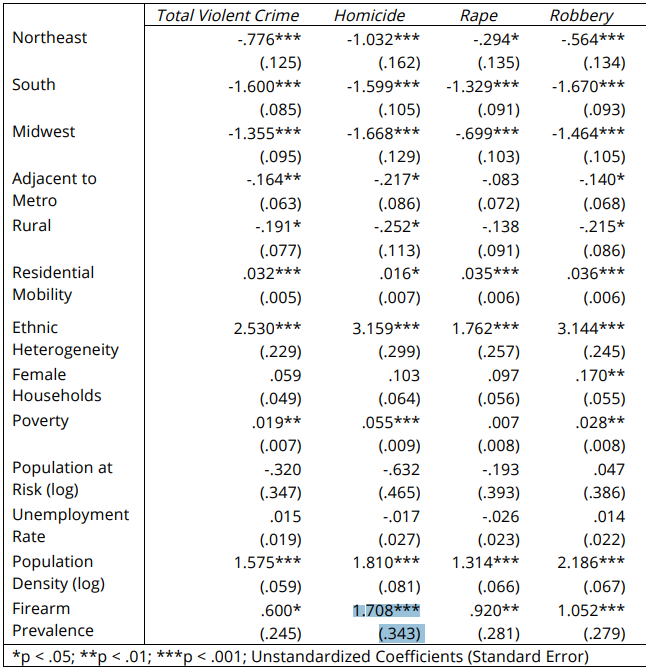 Total Violent Crime Homicide Rape Robbery
Northeast -.776*** -1.032*** -.294* -.564***
(.125) (.162) (.135) (.134)
South -1.600*** -1.599*** -1.329*** -1.670***
(.085) (.105) (.091) (.093)
Midwest -1.355*** -1.668*** -.699*** -1.464***
(.095) (.129) (.103) (.105)
Adjacent to -.164** -.217* -.083 -.140*
Metro (.063) (.086) (.072) (.068)
Rural -.191* -.252* -.138 -.215*
(.077) (.113) (.091) (.086)
Residential .032*** .016* .035*** .036***
Mobility (.005) (.007) (.006) (.006)
Ethnic 2.530*** 3.159*** 1.762*** 3.144***
Heterogeneity (.229) (.299) (.257) (.245)
Female .059 .103 .097 .170**
Households (.049) (.064) (.056) (.055)
Poverty .019** .055*** .007 .028**
(.007) (.009) (.008) (.008)
Population at -.320 -.632 -.193 .047
Risk (log) (.347) (.465) (.393) (.386)
Unemployment .015 -.017 -.026 .014
Rate (.019) (.027) (.023) (.022)
Population 1.575*** 1.810*** 1.314*** 2.186***
Density (log) (.059) (.081) (.066) (.067)
Firearm .600* 1.708*** .920** 1.052***
Prevalence (.245) (.343) (.281) (.279)
*p < .05; **p < .01; ***p < .001; Unstandardized Coefficients (Standard Error)